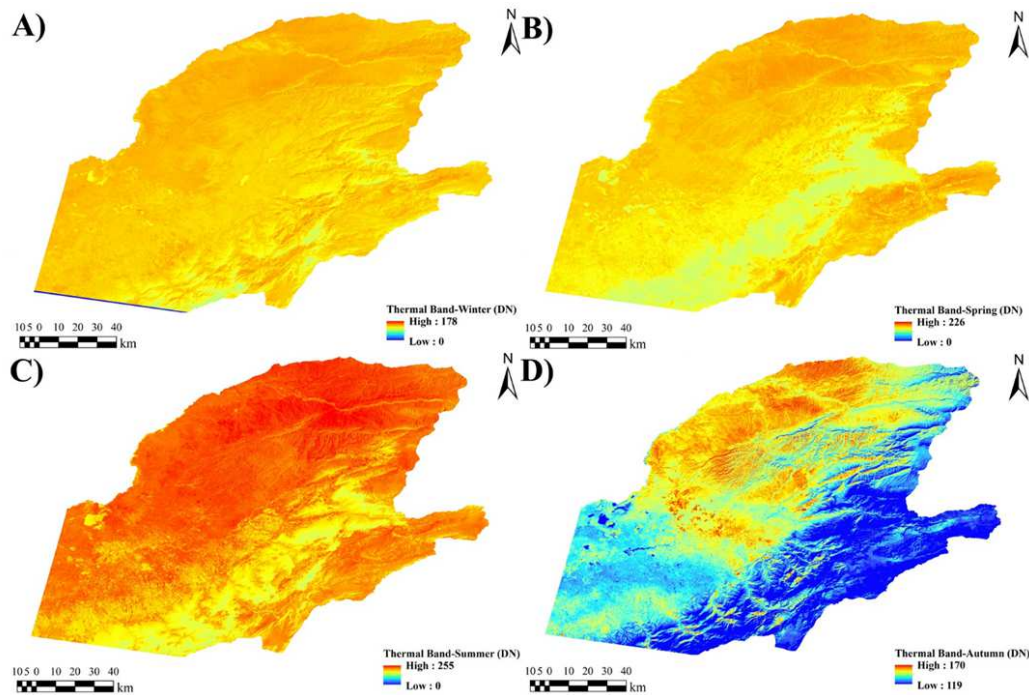 A)
N
Thermal Band-Winter (DN)
High : 178
Low : 0
10 5 0 10 20 30 40
km
B)
N
Thermal Band-Spring (DN)
High : 226
Low : 0
10 5 0 10 20 30 40
km
C)
N
Thermal Band-Summer (DN)
High : 255
Low : 0
10 5 0 10 20 30 40
km
D)
N
Thermal Band-Autumn (DN)
High : 170
Low : 119
10 5 0 10 20 30 40
km